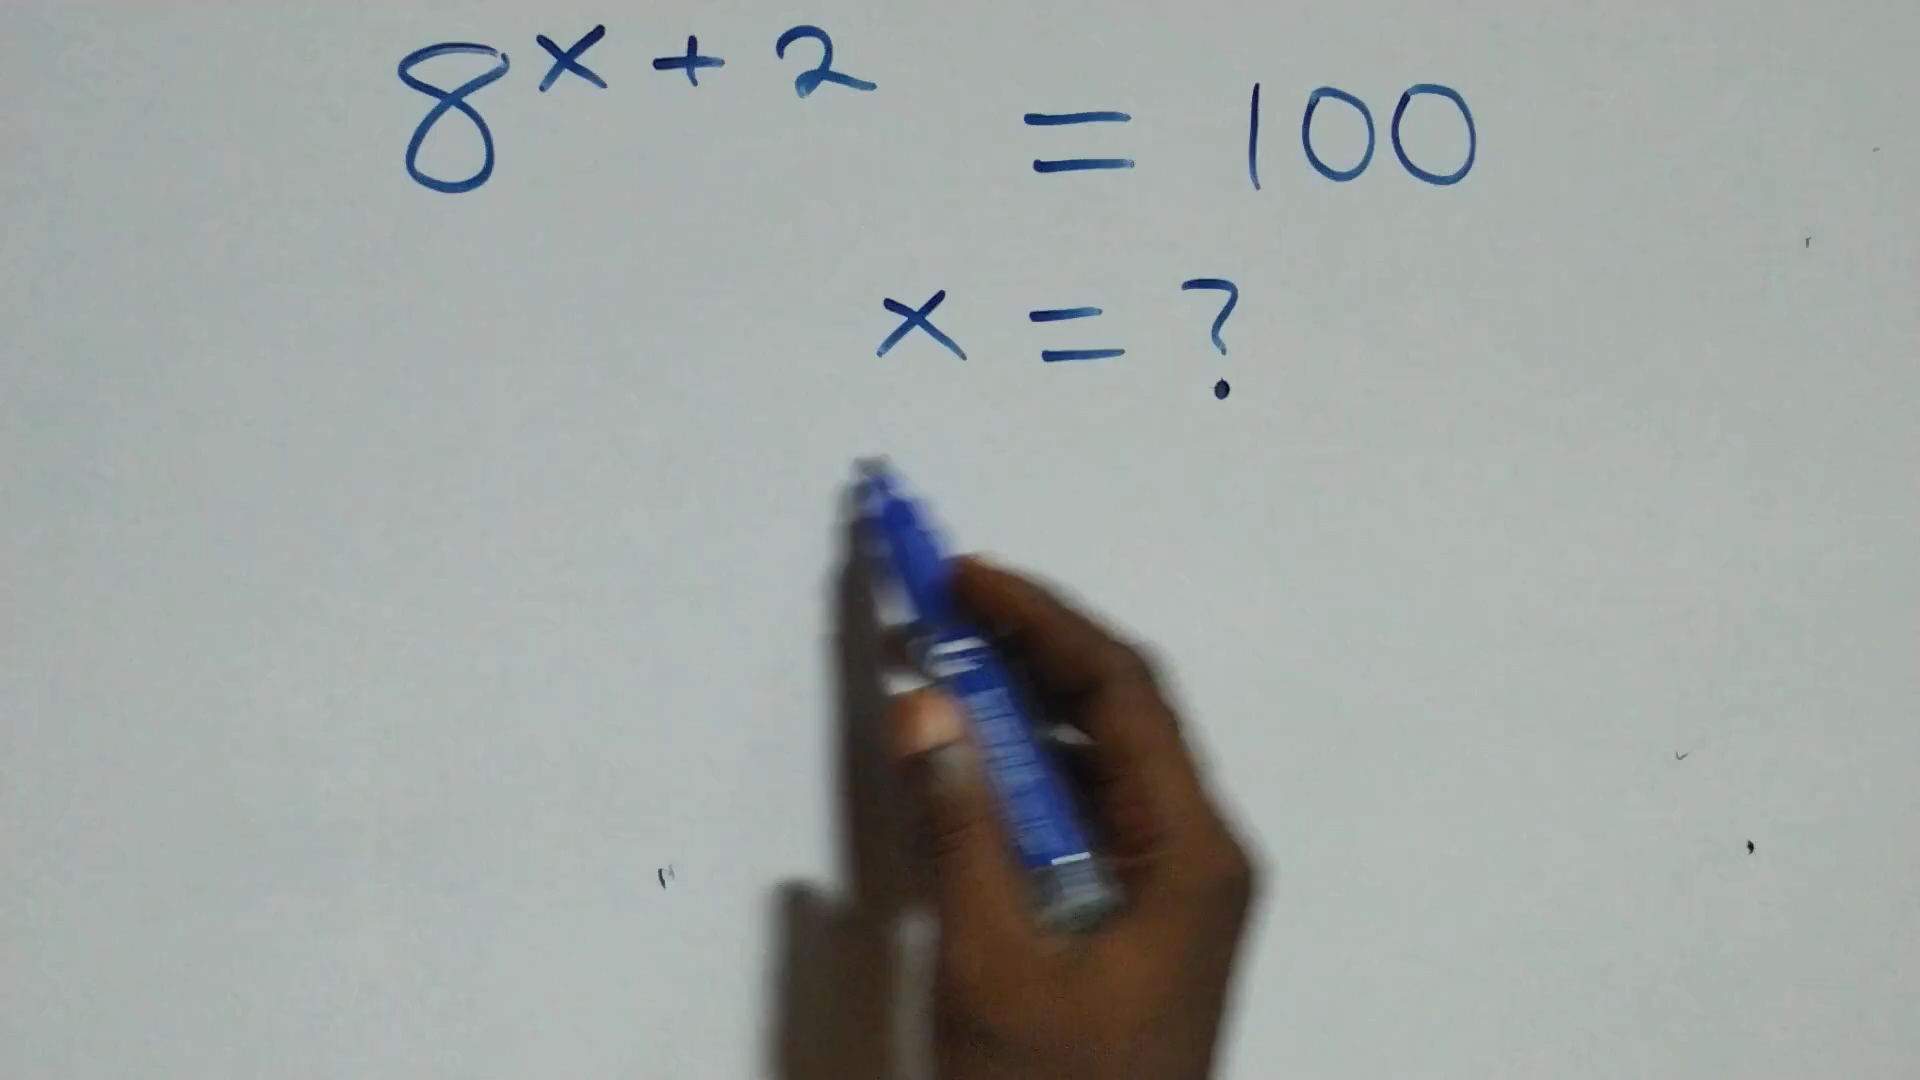 8^{x + 2} = 100
x = ?